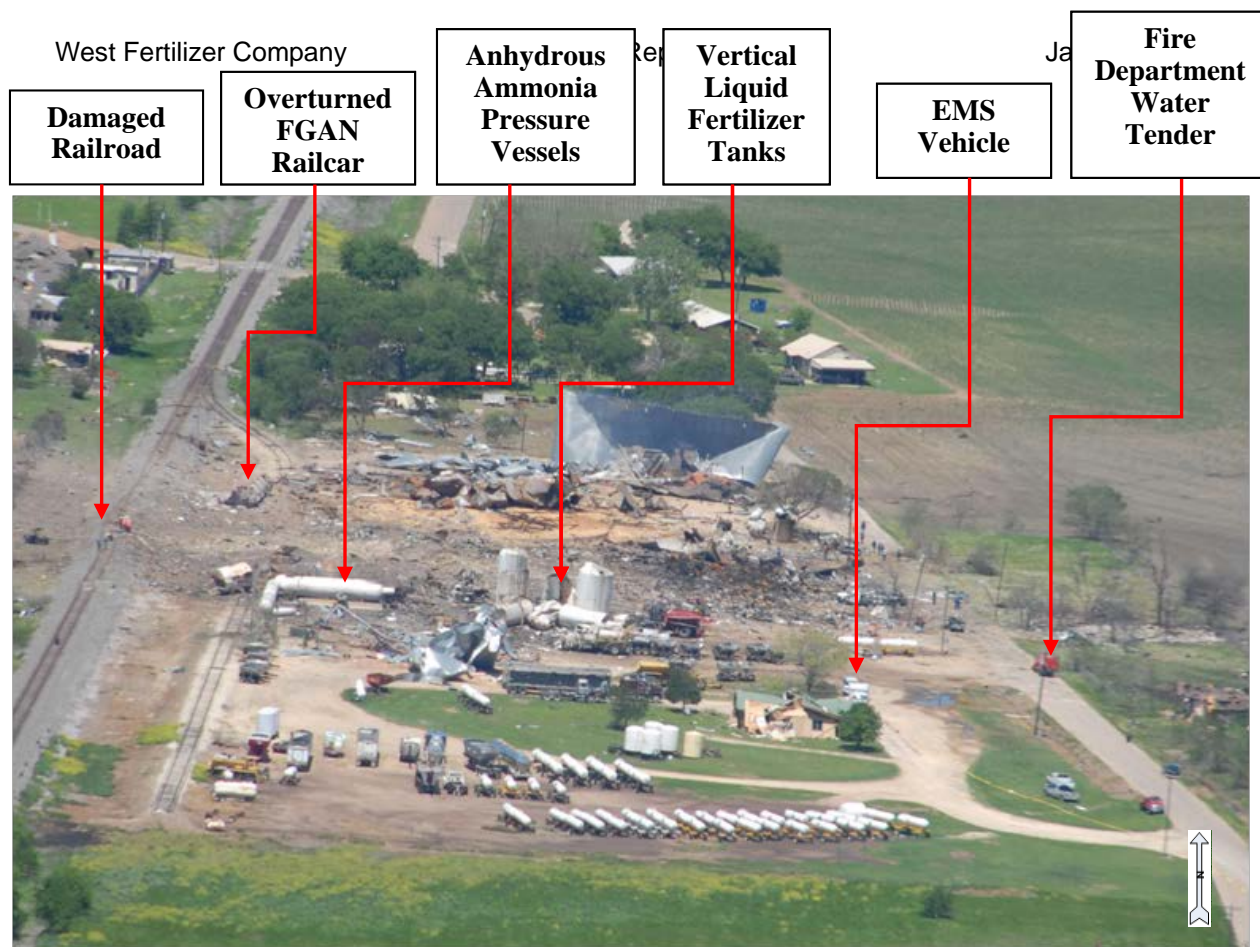 West Fertilizer Company
Damaged
Railroad
Overturned
FGAN
Railcar
Anhydrous
Ammonia
Pressure
Vessels
Vertical
Liquid
Fertilizer
Tanks
EMS
Vehicle
Fire
Department
Water
Tender
N